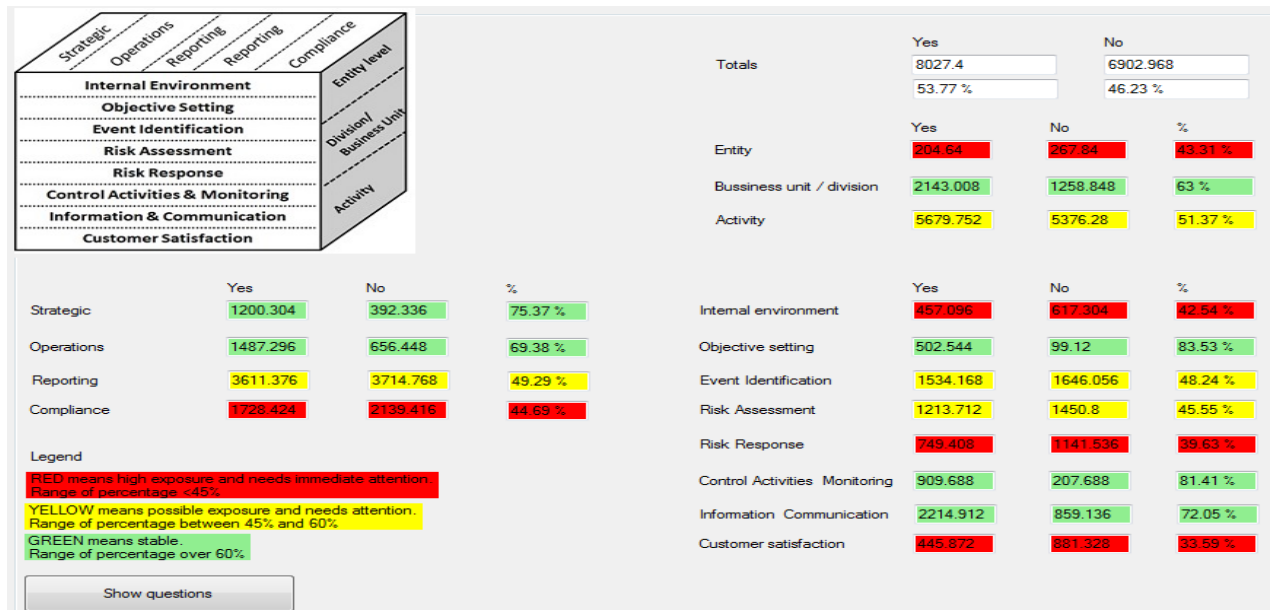 Strategic
Operations
Reporting
Reporting
Compliance
Internal Environment
Objective Setting
Event Identification
Risk Assessment
Risk Response
Control Activities & Monitoring
Information & Communication
Customer Satisfaction
Entity level
Division/
Business Unit
Activity
Yes No
Totals 8027.4 6902.968
53.77 % 46.23 %
Yes No %
Entity 204.64 267.84 43.31 %
Bussiness unit / division 2143.008 1258.848 63 %
Activity 5679.752 5376.28 51.37 %
Yes No %
Strategic 1200.304 392.336 75.37 %
Operations 1487.296 656.448 69.38 %
Reporting 3611.376 3714.768 49.29 %
Compliance 1728.424 2139.416 44.69 %
Legend
RED means high exposure and needs immediate attention.
Range of percentage <45%
YELLOW means possible exposure and needs attention.
Range of percentage between 45% and 60%
GREEN means stable.
Range of percentage over 60%
Show questions
Yes No %
Internal environment 457.096 617.304 42.54 %
Objective setting 502.544 99.12 83.53 %
Event Identification 1534.168 1646.056 48.24 %
Risk Assessment 1213.712 1450.8 45.55 %
Risk Response 749.408 1141.536 39.63 %
Control Activities Monitoring 909.688 207.688 81.41 %
Information Communication 2214.912 859.136 72.05 %
Customer satisfaction 445.872 881.328 33.59 %